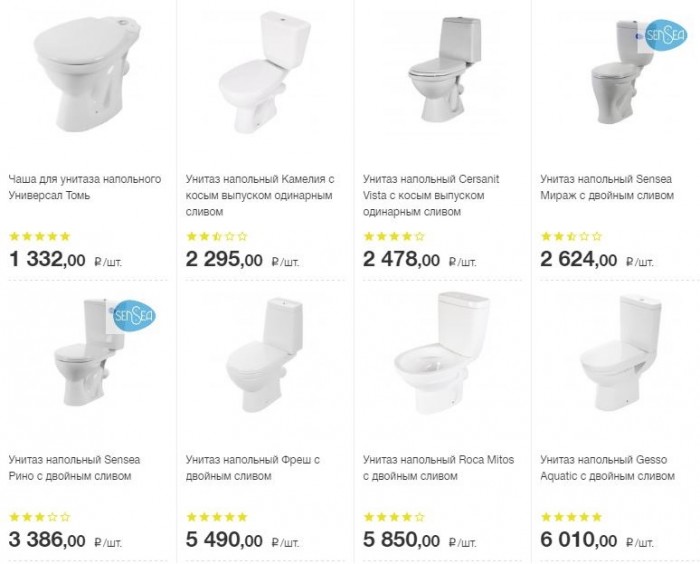 SENSEA
Чаша для унитаза напольного
Универсал Томь
1 332,00 ₽/шт.
Унитаз напольный Камелия с
косым выпуском одинарным
сливом
2 295,00 ₽/шт.
Унитаз напольный Cersanit
Vista с косым выпуском
одинарным сливом
2 478,00 ₽/шт.
Унитаз напольный Sensea
Мираж с двойным сливом
2 624,00 ₽/шт.
SENSEA
Унитаз напольный Sensea
Рино с двойным сливом
3 386,00 ₽/шт.
Унитаз напольный Фреш с
двойным сливом
5 490,00 ₽/шт.
Унитаз напольный Roca Mitos
с двойным сливом
5 850,00 ₽/шт.
Унитаз напольный Gesso
Aquatic с двойным сливом
6 010,00 ₽/шт.